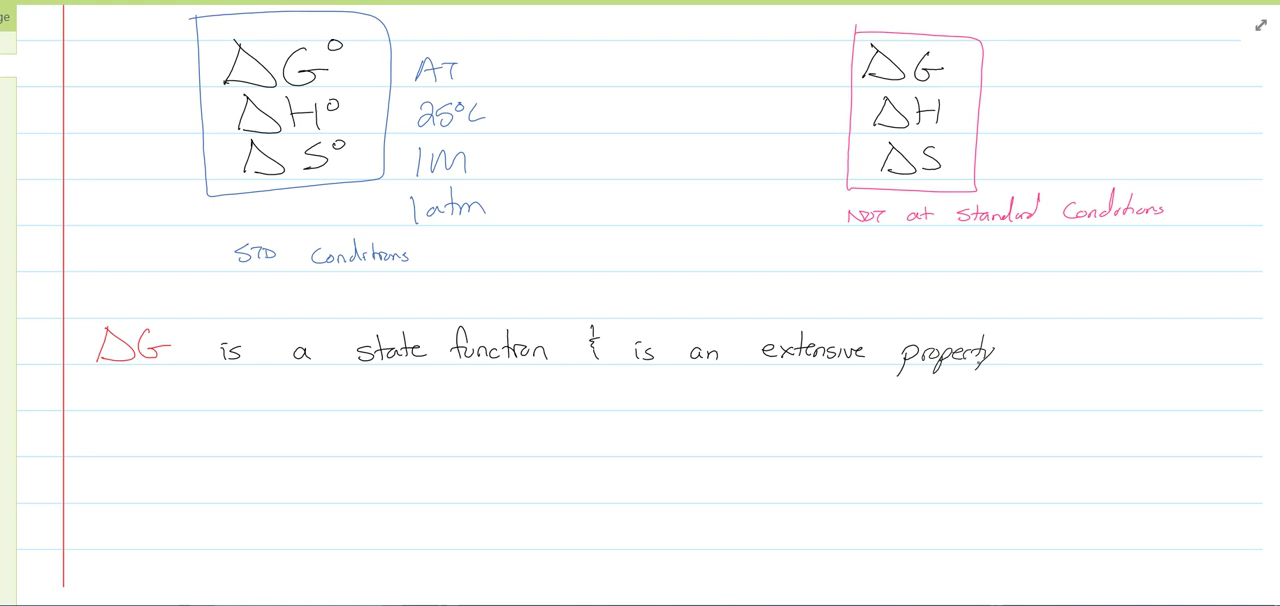 ge
ΔG° AT ΔG
ΔH° 25°C ΔH
ΔS° 1M ΔS
1atm NOT at standard conditions
STD conditions
ΔG is a state function & is an extensive property